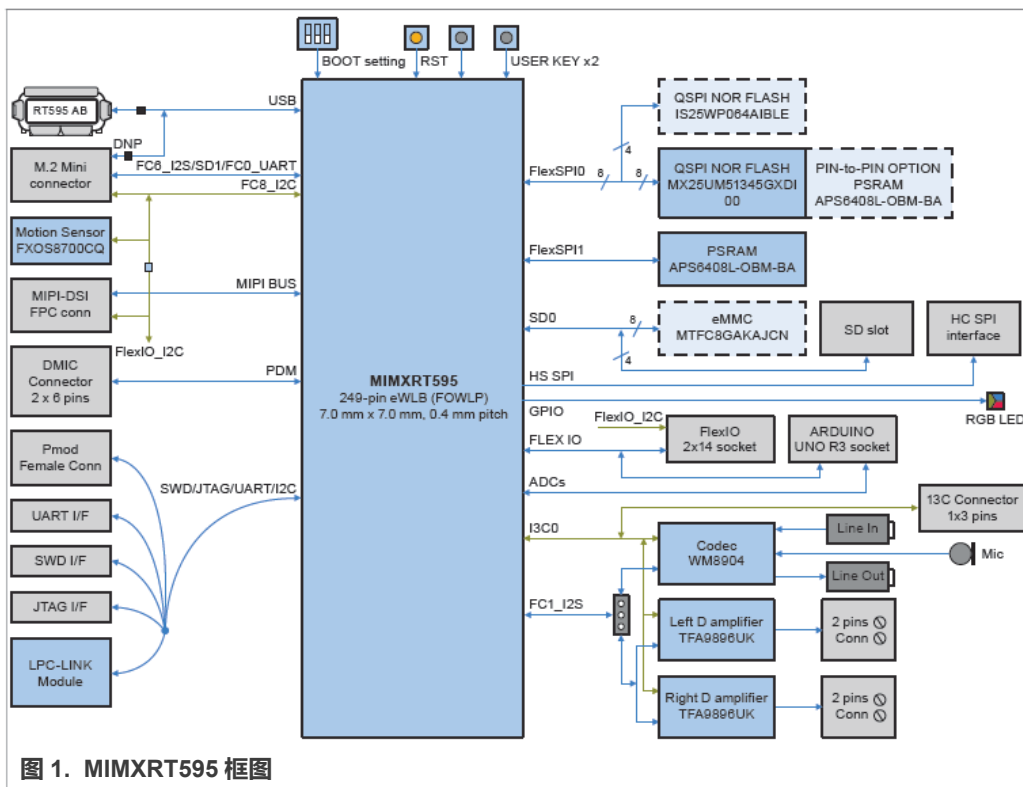 BOOT setting
RST
USER KEY x2
RT595 AB
USB
DNP
M.2 Mini
connector
FC6_I2S/SD1/FC0_UART
FC8_I2C
Motion Sensor
FXOS8700CQ
MIPI-DSI
FPC conn
MIPI BUS
FlexIO_I2C
DMIC
Connector
2 x 6 pins
PDM
Pmod
Female Conn
SWD/JTAG/UART/I2C
UART I/F
SWD I/F
JTAG I/F
LPC-LINK
Module
MIMXRT595
249-pin eWLB (FOWLP)
7.0 mm x 7.0 mm, 0.4 mm pitch
QSPI NOR FLASH
IS25WP064AIBLE
4
FlexSPI0
8
8
QSPI NOR FLASH
MX25UM51345GXDI
00
PIN-to-PIN OPTION
PSRAM
APS6408L-OBM-BA
FlexSPI1
PSRAM
APS6408L-OBM-BA
SD0
8
4
eMMC
MTFC8GAKAJCN
SD slot
HC SPI
interface
HS SPI
GPIO
RGB LED
FlexIO_I2C
FLEX IO
FlexIO
2x14 socket
ARDUINO
UNO R3 socket
ADCs
I3C0
13C Connector
1x3 pins
Codec
WM8904
Line In
Mic
Line Out
FC1_I2S
Left D amplifier
TFA9896UK
2 pins
Conn
Right D amplifier
TFA9896UK
2 pins
Conn
图 1. MIMXRT595 框图